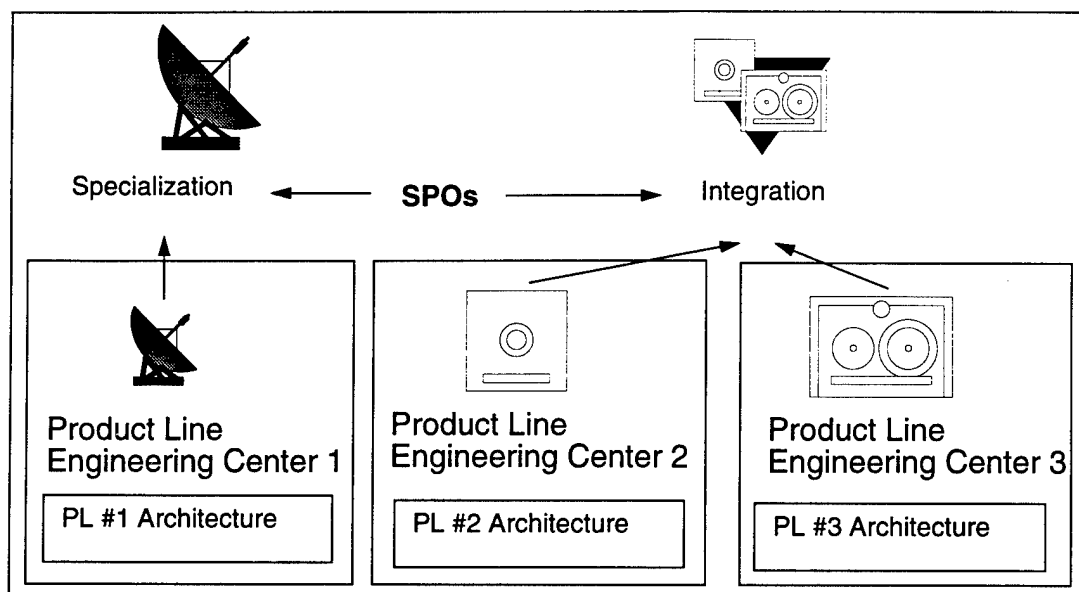 Specialization
SPOs
Integration
Product Line
Engineering Center 1
PL #1 Architecture
Product Line
Engineering Center 2
PL #2 Architecture
Product Line
Engineering Center 3
PL #3 Architecture